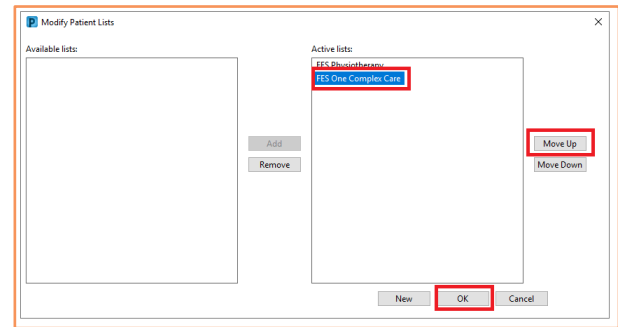 Modify Patient Lists
Available lists:
Active lists:
FFS Physiotherapy
FES One Complex Care
Add
Remove
Move Up
Move Down
New OK Cancel